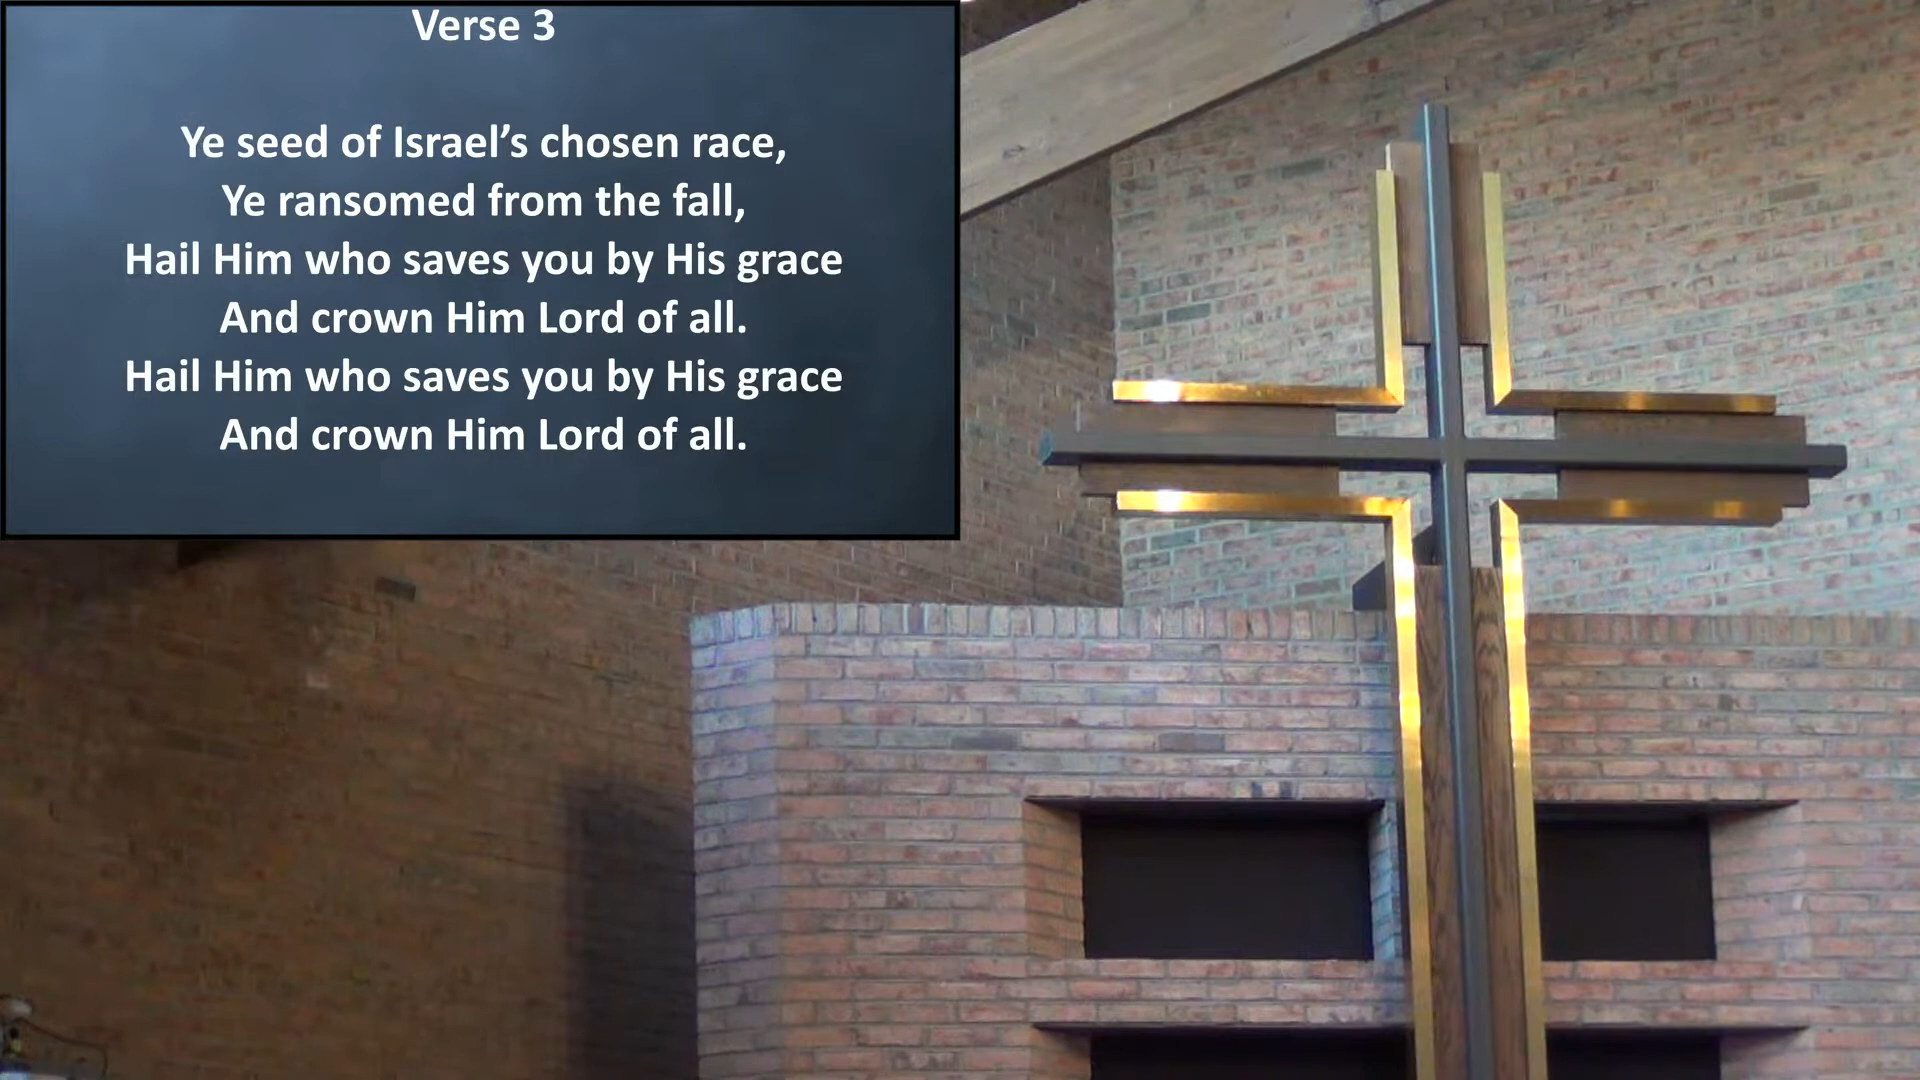 Verse 3
Ye seed of Israel’s chosen race,
Ye ransomed from the fall,
Hail Him who saves you by His grace
And crown Him Lord of all.
Hail Him who saves you by His grace
And crown Him Lord of all.